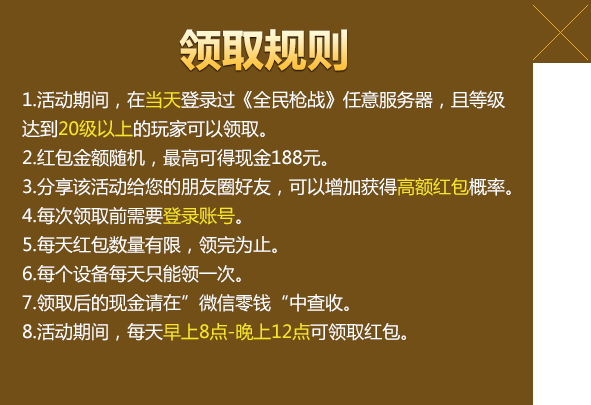 领取规则
1.活动期间，在当天登录过《全民枪战》任意服务器，且等级
达到20级以上的玩家可以领取。
2.红包金额随机，最高可得现金188元。
3.分享该活动给您的朋友圈好友，可以增加获得高额红包概率。
4.每次领取前需要登录账号。
5.每天红包数量有限，领完为止。
6.每个设备每天只能领一次。
7.领取后的现金请在”微信零钱“中查收。
8.活动期间，每天早上8点-晚上12点可领取红包。